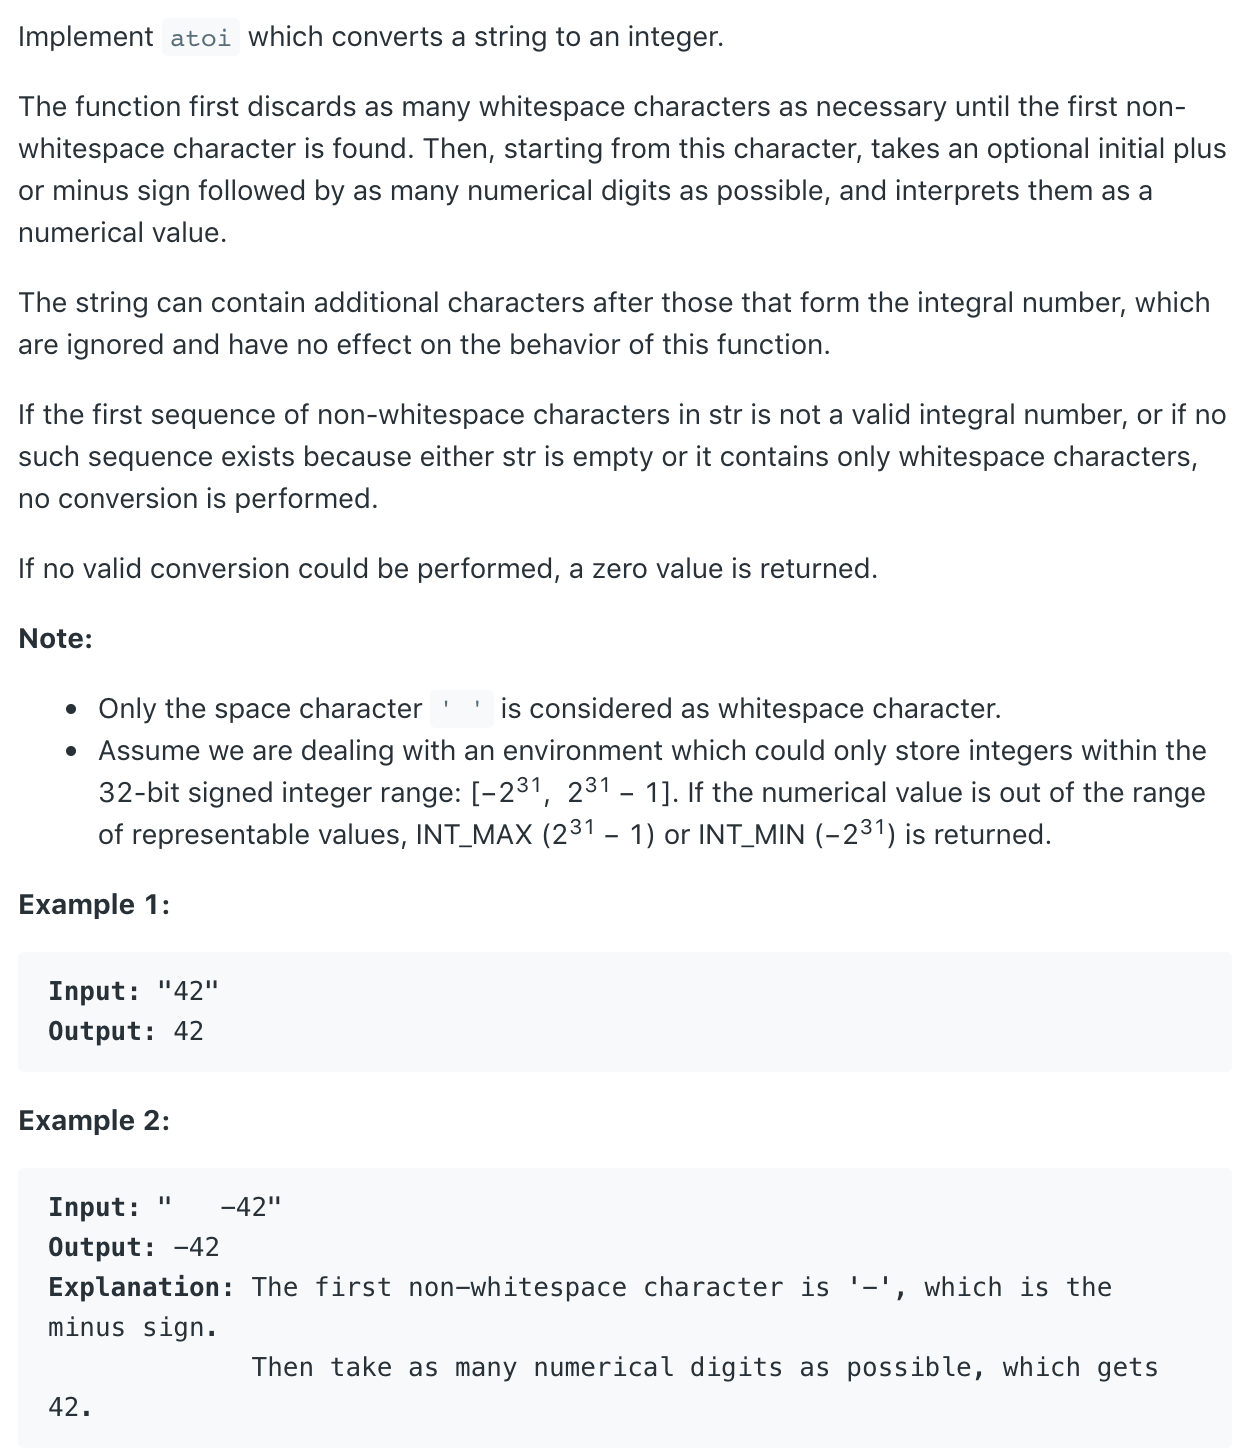 Implement atoi which converts a string to an integer.
The function first discards as many whitespace characters as necessary until the first non-
whitespace character is found. Then, starting from this character, takes an optional initial plus
or minus sign followed by as many numerical digits as possible, and interprets them as a
numerical value.
The string can contain additional characters after those that form the integral number, which
are ignored and have no effect on the behavior of this function.
If the first sequence of non-whitespace characters in str is not a valid integral number, or if no
such sequence exists because either str is empty or it contains only whitespace characters,
no conversion is performed.
If no valid conversion could be performed, a zero value is returned.
Note:
• Only the space character ' ' is considered as whitespace character.
• Assume we are dealing with an environment which could only store integers within the
32-bit signed integer range: [−2³¹, 2³¹ − 1]. If the numerical value is out of the range
of representable values, INT_MAX (2³¹ − 1) or INT_MIN (−2³¹) is returned.
Example 1:
Input: "42"
Output: 42
Example 2:
Input: "   -42"
Output: -42
Explanation: The first non-whitespace character is '-', which is the
minus sign.
Then take as many numerical digits as possible, which gets
42.